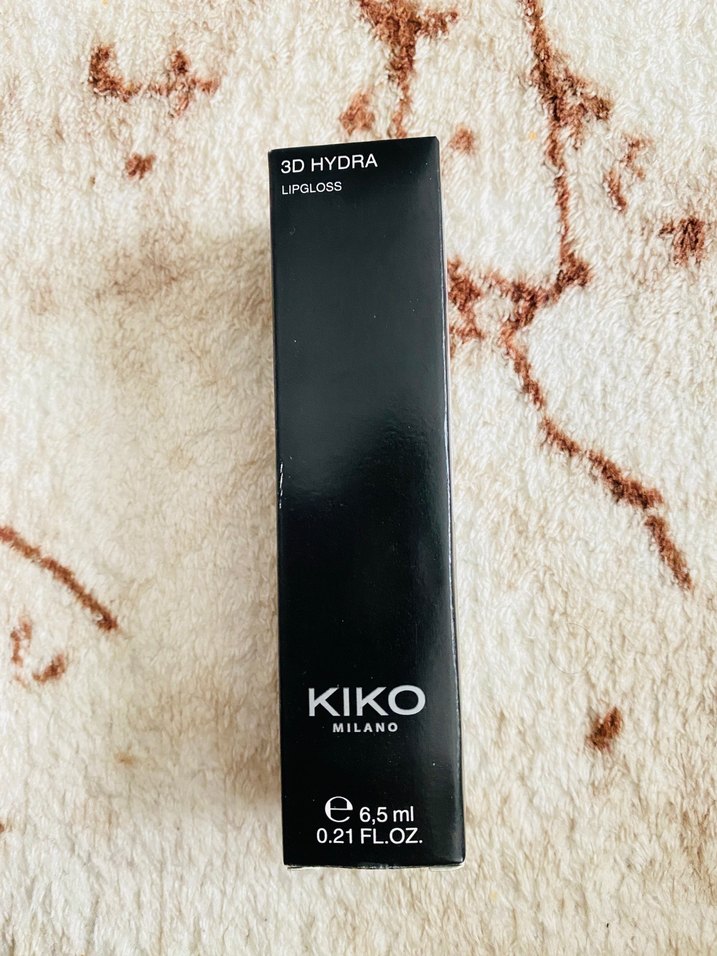 3D HYDRA
LIPGLOSS
KIKO
MILANO
℮ 6,5 ml
0.21 FL.OZ.